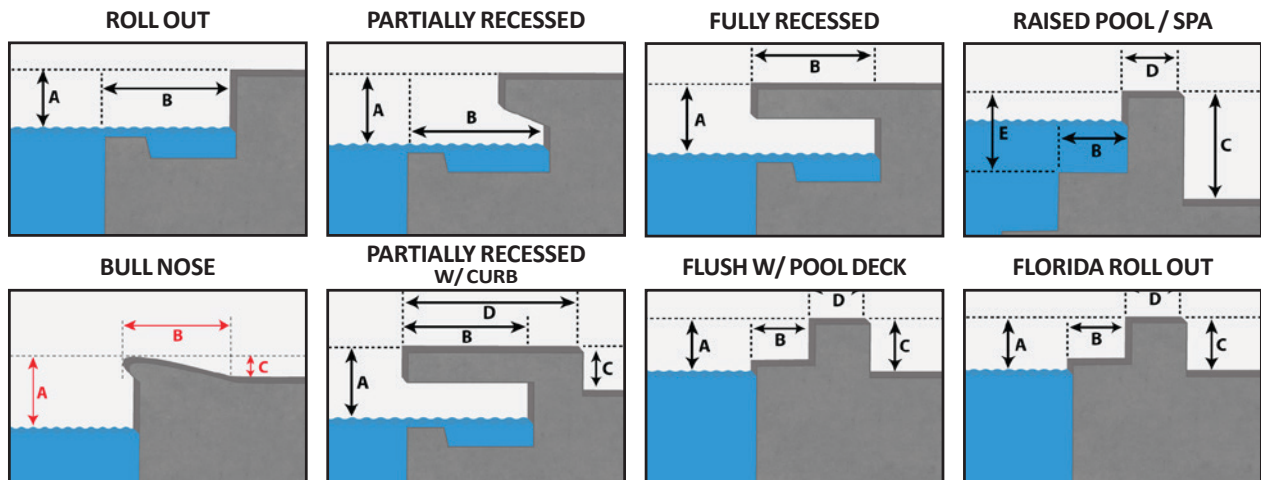 ROLL OUT
A
B
PARTIALLY RECESSED
A
B
FULLY RECESSED
B
A
RAISED POOL / SPA
D
E
B
C
BULL NOSE
B
C
A
PARTIALLY RECESSED
W/ CURB
D
B
A
C
FLUSH W/ POOL DECK
D
A
B
C
FLORIDA ROLL OUT
D
A
B
C